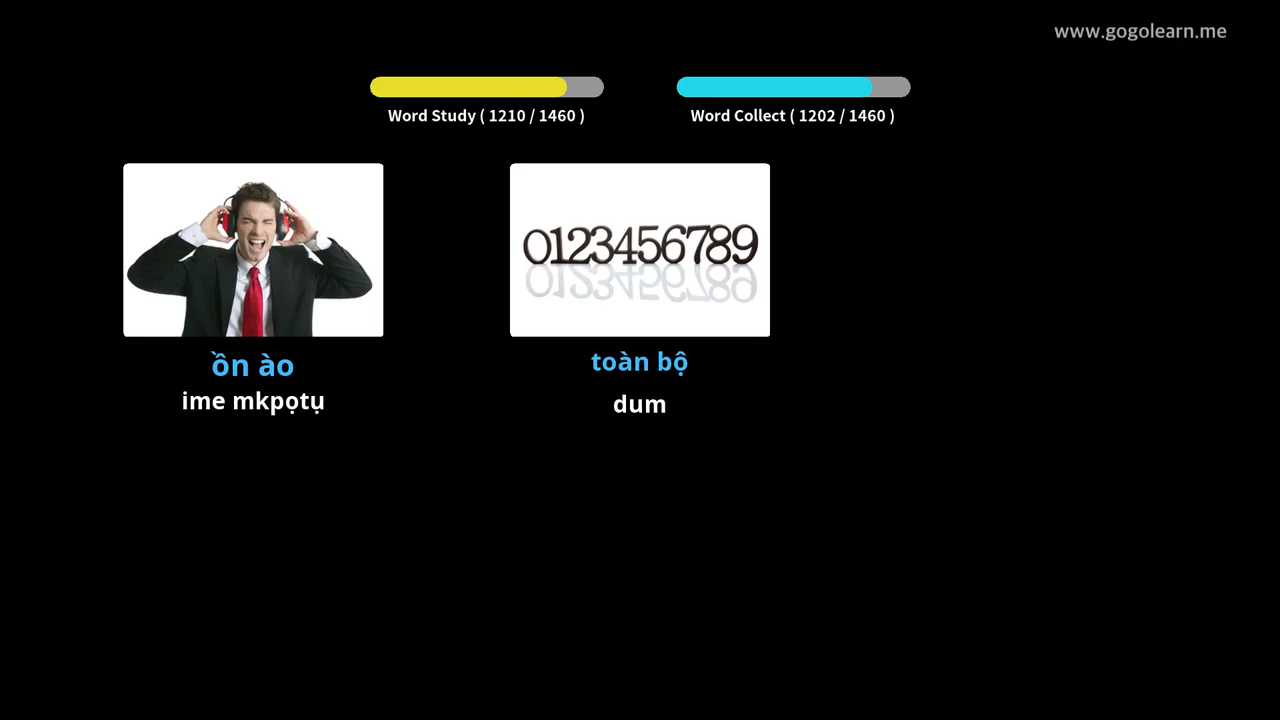 www.gogolearn.me
Word Study ( 1210 / 1460 )
Word Collect ( 1202 / 1460 )
0123456789
ồn ào
ime mkpọtụ
toàn bộ
dum